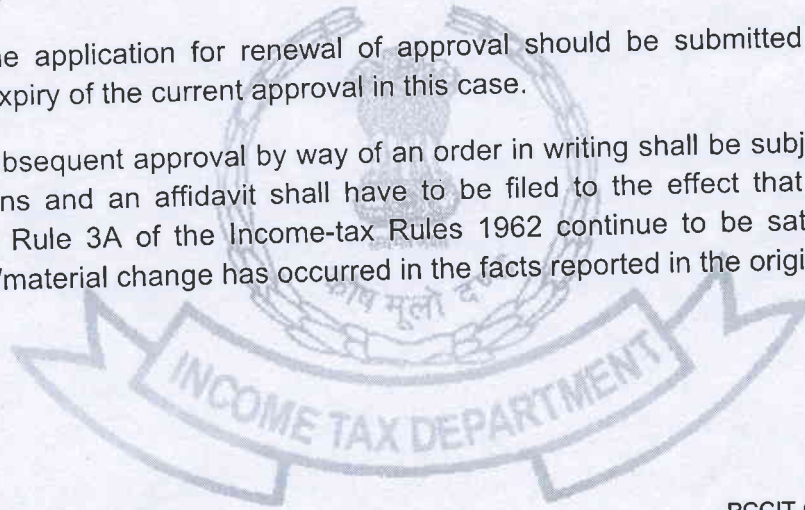 ne application for renewal of approval should be submitted
xpiry of the current approval in this case.
bsequent approval by way of an order in writing shall be subj
ns and an affidavit shall have to be filed to the effect that
Rule 3A of the Income-tax Rules 1962 continue to be sat
/material change has occurred in the facts reported in the origi
कोष मूलो दण्ड
INCOME TAX DEPARTMENT